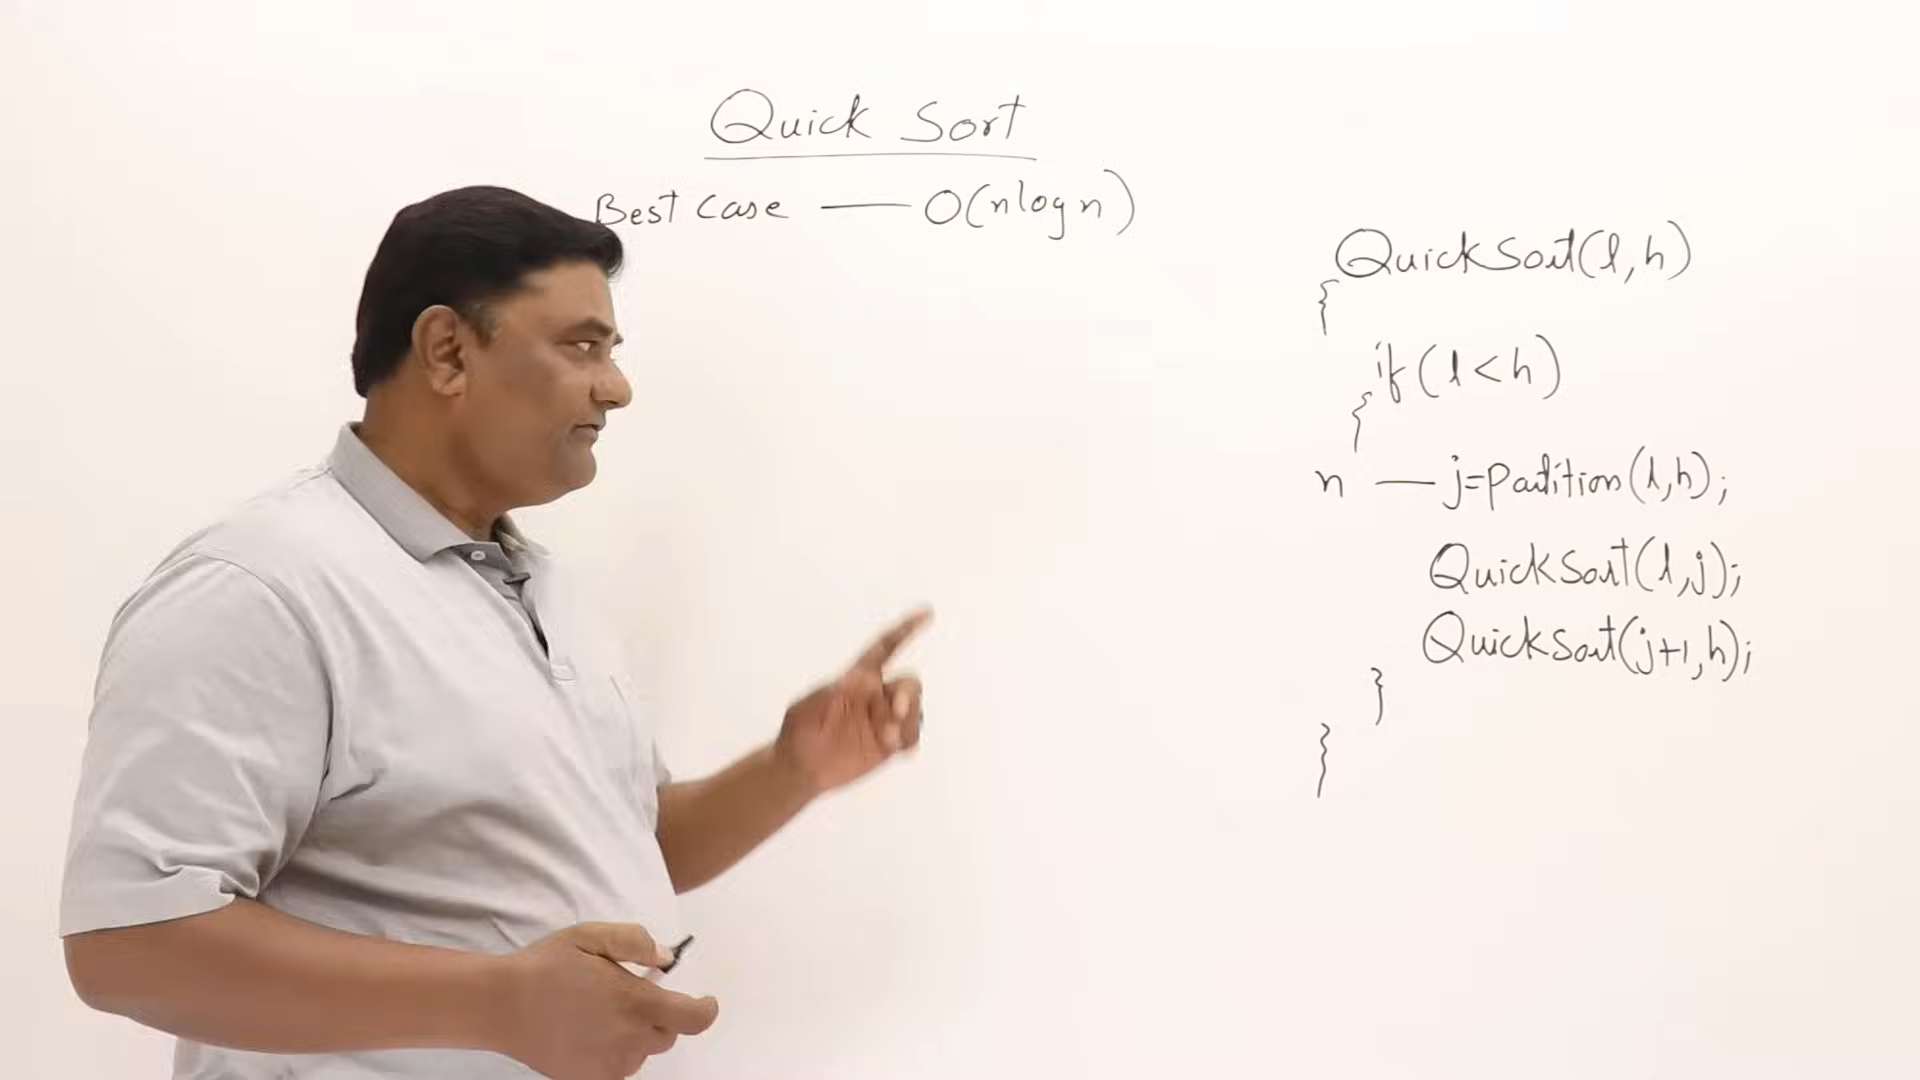 Quick Sort
Best case — O(nlogn)
QuickSort(l,h)
{
if(l<h)
{
n — j=partition(l,h);
QuickSort(l,j);
QuickSort(j+1,h);
}
}